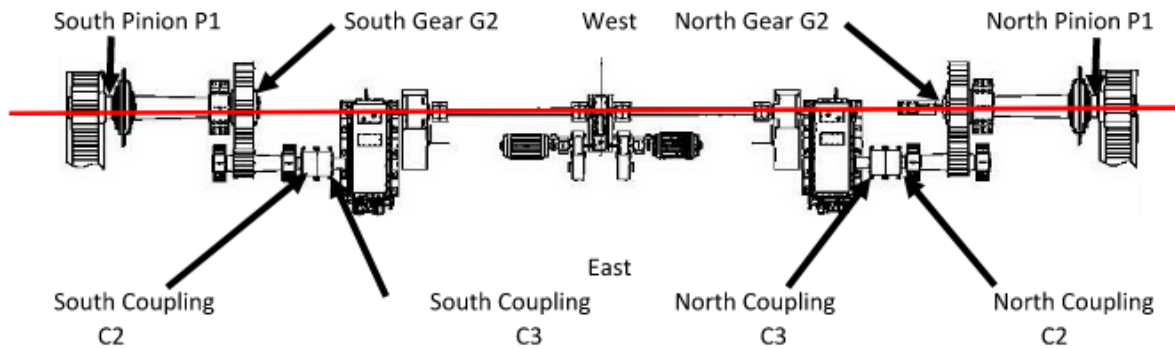 South Pinion P1 South Gear G2 West North Gear G2 North Pinion P1
East
South Coupling South Coupling North Coupling North Coupling
C2 C3 C3 C2